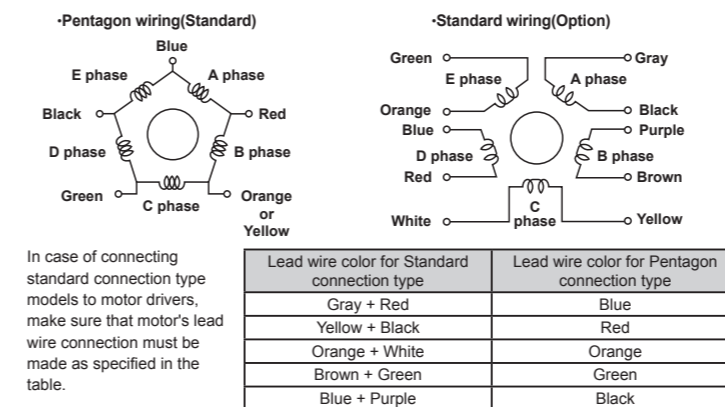 ·Pentagon wiring(Standard)
Blue
E phase A phase
Black Red
D phase B phase
Green C phase Orange
or
Yellow
·Standard wiring(Option)
Green Gray
E phase A phase
Orange Black
Blue Purple
D phase B phase
Red Brown
C
White phase Yellow
In case of connecting
standard connection type
models to motor drivers,
make sure that motor's lead
wire connection must be
made as specified in the
table.
Lead wire color for Standard
connection type
Lead wire color for Pentagon
connection type
Gray + Red Blue
Yellow + Black Red
Orange + White Orange
Brown + Green Green
Blue + Purple Black